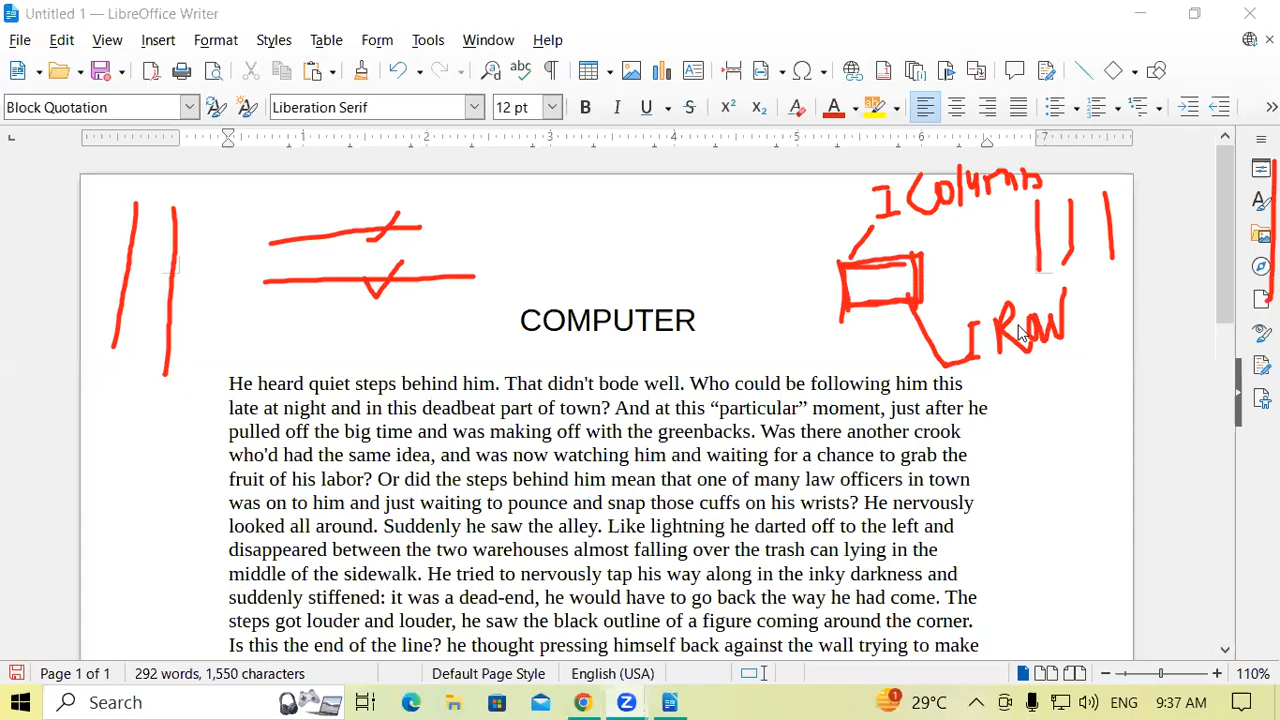 Untitled 1 — LibreOffice Writer
File Edit View Insert Format Styles Table Form Tools Window Help
Block Quotation Liberation Serif 12 pt B I U S X² X₂ A A
1 2 3 4 5 6 7
I Columns
I Row
COMPUTER
He heard quiet steps behind him. That didn't bode well. Who could be following him this
late at night and in this deadbeat part of town? And at this “particular” moment, just after he
pulled off the big time and was making off with the greenbacks. Was there another crook
who'd had the same idea, and was now watching him and waiting for a chance to grab the
fruit of his labor? Or did the steps behind him mean that one of many law officers in town
was on to him and just waiting to pounce and snap those cuffs on his wrists? He nervously
looked all around. Suddenly he saw the alley. Like lightning he darted off to the left and
disappeared between the two warehouses almost falling over the trash can lying in the
middle of the sidewalk. He tried to nervously tap his way along in the inky darkness and
suddenly stiffened: it was a dead-end, he would have to go back the way he had come. The
steps got louder and louder, he saw the black outline of a figure coming around the corner.
Is this the end of the line? he thought pressing himself back against the wall trying to make
Page 1 of 1 292 words, 1,550 characters Default Page Style English (USA) 110%
Search 1 29°C ENG 9:37 AM